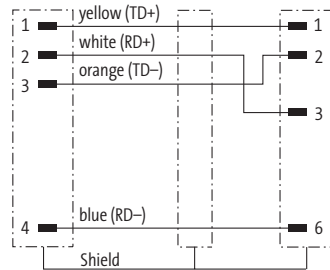 yellow (TD+)
1 1
white (RD+)
2 2
orange (TD–)
3
3
blue (RD–)
4 6
Shield